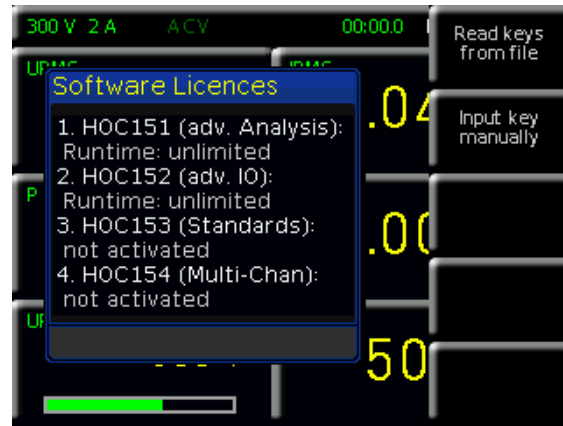 300 V 2 A ACV 00:00.0
Read keys
from file
Software Licences
1. HOC151 (adv. Analysis):
Runtime: unlimited
2. HOC152 (adv. IO):
Runtime: unlimited
3. HOC153 (Standards):
not activated
4. HOC154 (Multi-Chan):
not activated
Input key
manually
.04
P
.00
50